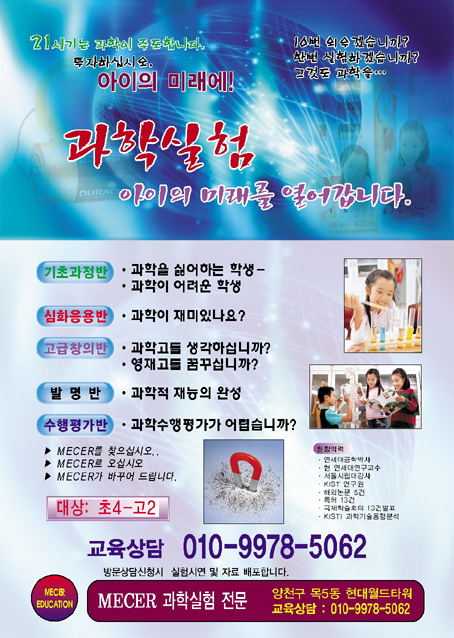 21세기는 과학이 주도합니다.
투자하십시오.
아이의 미래에!
10번 외우겠습니까?
한번 실험하겠습니까?
그것도 과학을…
DURACELL
과학실험
아이의 미래를 열어갑니다.
기초과정반
· 과학을 싫어하는 학생–
· 과학이 어려운 학생
심화응용반
· 과학이 재미있나요?
고급창의반
· 과학고를 생각하십니까?
· 영재고를 꿈꾸십니까?
발 명 반
· 과학적 재능의 완성
수행평가반
· 과학수행평가가 어렵습니까?
▶ MECER를 찾으십시오..
▶ MECER로 오십시오
▶ MECER가 바꾸어 드립니다.
대상: 초4-고2
원장약력
· 연세대공학박사
· 현 연세대연구교수
· 서울시립대강사
· KIST 연구원
· 해외논문 5건
· 특허 13건
· 국제학술회의 13건발표
· KISTI 과학기술동향분석
교육상담 010-9978-5062
방문상담신청시 실험시연 및 자료 배포합니다.
MECER
EDUCATION
MECER 과학실험 전문
양천구 목5동 현대월드타워
교육상담 : 010-9978-5062